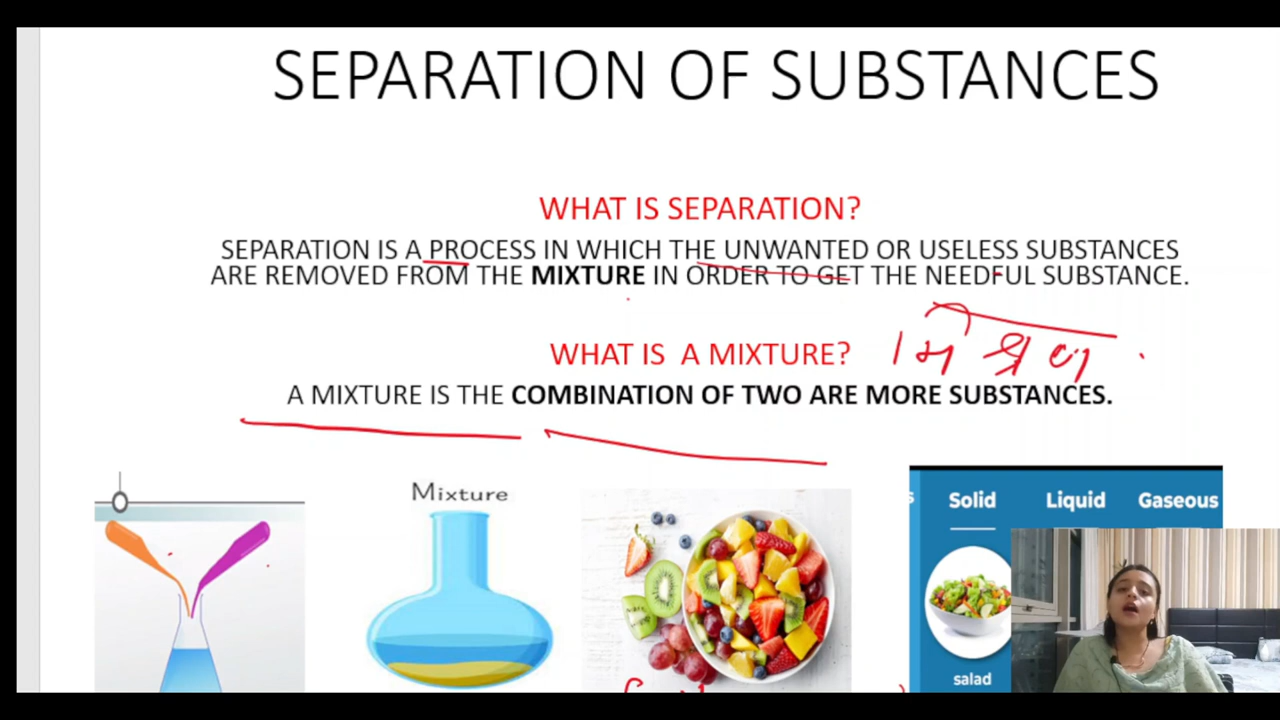 SEPARATION OF SUBSTANCES
WHAT IS SEPARATION?
SEPARATION IS A PROCESS IN WHICH THE UNWANTED OR USELESS SUBSTANCES
ARE REMOVED FROM THE MIXTURE IN ORDER TO GET THE NEEDFUL SUBSTANCE.
WHAT IS A MIXTURE?
मिश्रण
A MIXTURE IS THE COMBINATION OF TWO ARE MORE SUBSTANCES.
Mixture
Solid Liquid Gaseous
salad